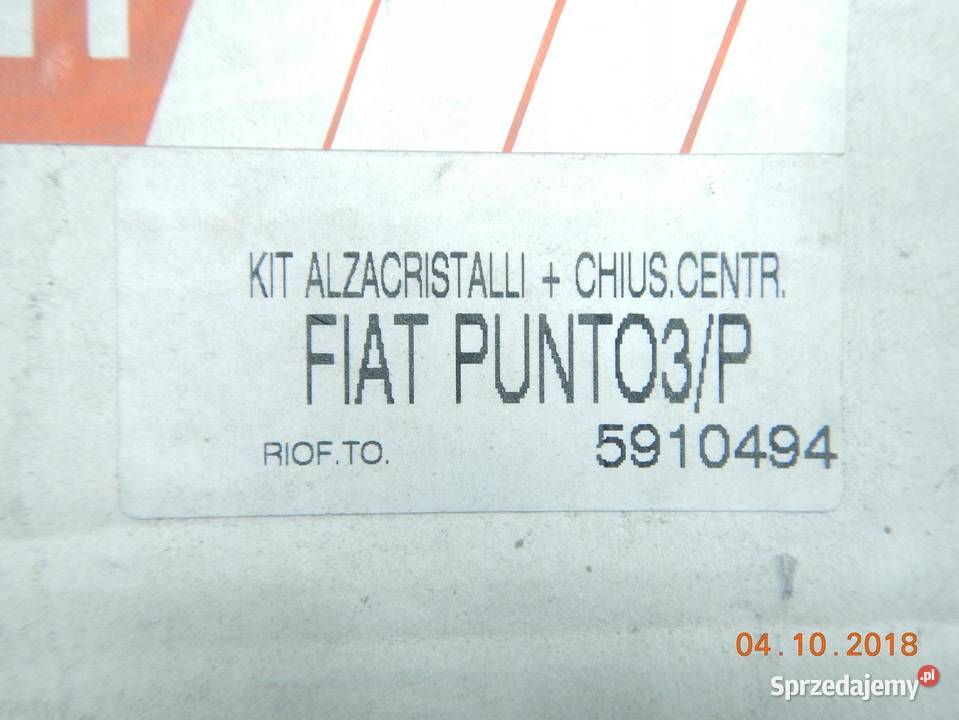 KIT ALZACRISTALLI + CHIUS.CENTR.
FIAT PUNTO3/P
RIOF.TO. 5910494
04.10.2018
Sprzedajemy.pl